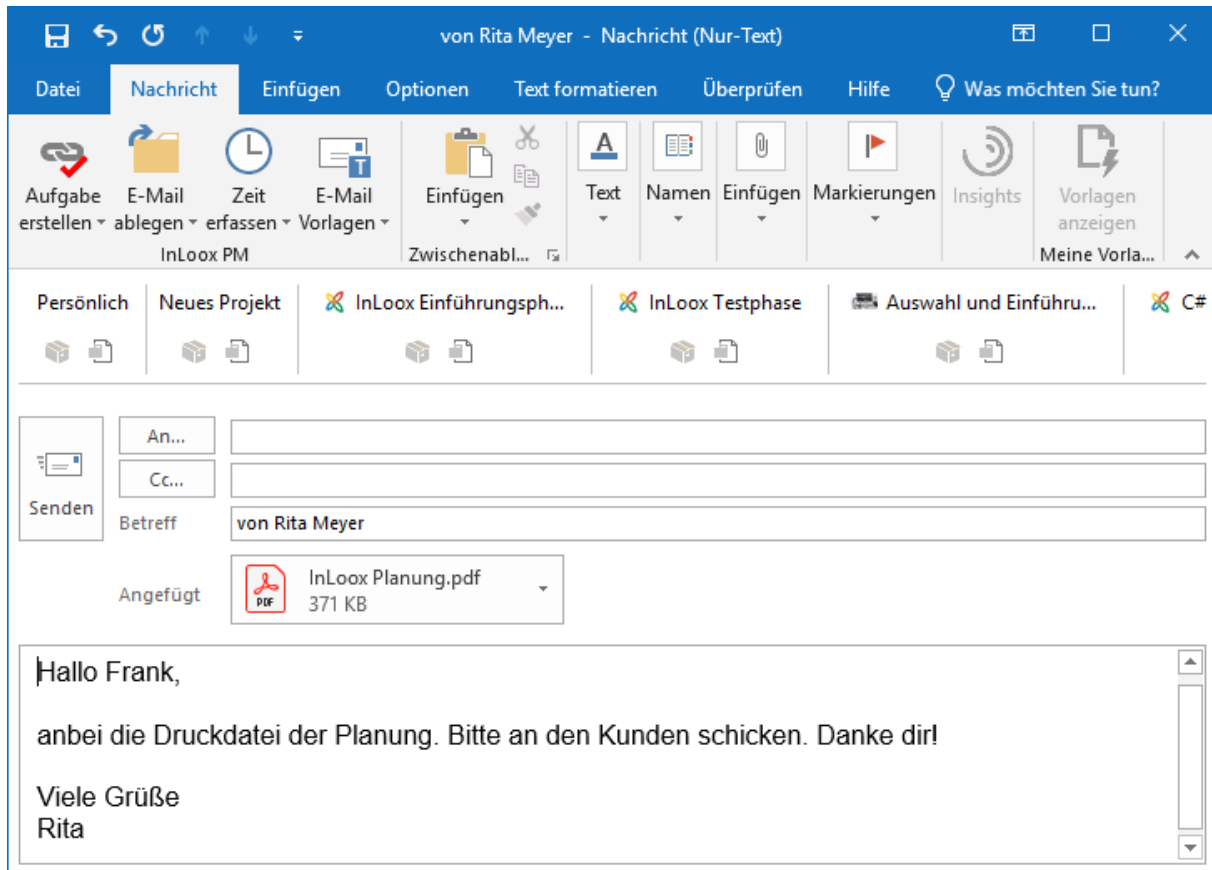 von Rita Meyer - Nachricht (Nur-Text)
Datei Nachricht Einfügen Optionen Text formatieren Überprüfen Hilfe Was möchten Sie tun?
Aufgabe erstellen
E-Mail ablegen
Zeit erfassen
E-Mail Vorlagen
InLoox PM
Einfügen
Zwischenabl...
Text
Namen
Einfügen
Markierungen
Insights
Vorlagen anzeigen
Meine Vorla...
Persönlich Neues Projekt InLoox Einführungsph... InLoox Testphase Auswahl und Einführu... C#
Senden
An...
Cc...
Betreff von Rita Meyer
Angefügt
PDF
InLoox Planung.pdf
371 KB
Hallo Frank,
anbei die Druckdatei der Planung. Bitte an den Kunden schicken. Danke dir!
Viele Grüße
Rita